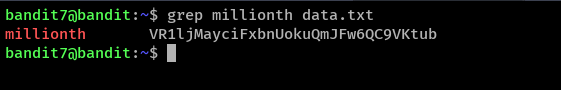 bandit7@bandit:~$ grep millionth data.txt
millionth VR1ljMayciFxbnUokuQmJFw6QC9VKtub
bandit7@bandit:~$